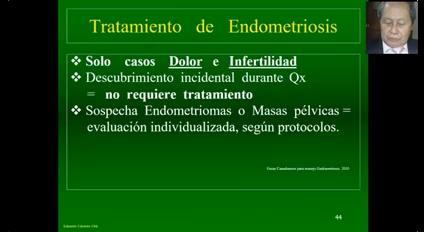 Tratamiento de Endometriosis
❖ Solo casos Dolor e Infertilidad
❖ Descubrimiento incidental durante Qx
= no requiere tratamiento
❖ Sospecha Endometriomas o Masas pélvicas =
evaluación individualizada, según protocolos.
44